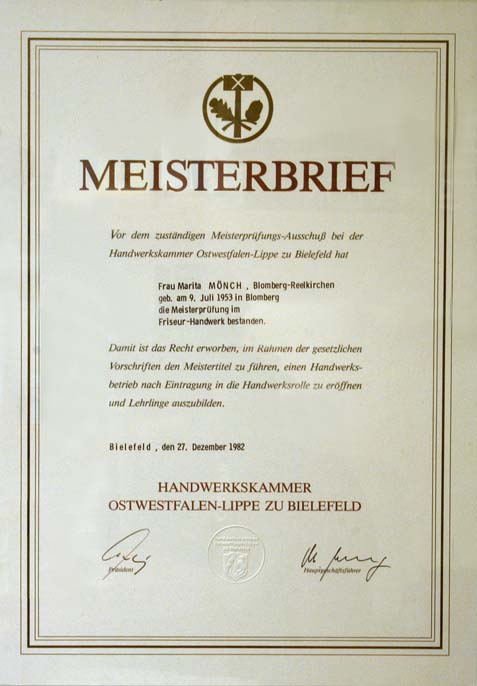 MEISTERBRIEF
Vor dem zuständigen Meisterprüfungs-Ausschuß bei der
Handwerkskammer Ostwestfalen-Lippe zu Bielefeld hat
Frau Marita MÖNCH , Blomberg-Reelkirchen
geb. am 9. Juli 1953 in Blomberg
die Meisterprüfung im
Friseur-Handwerk bestanden.
Damit ist das Recht erworben, im Rahmen der gesetzlichen
Vorschriften den Meistertitel zu führen, einen Handwerks-
betrieb nach Eintragung in die Handwerksrolle zu eröffnen
und Lehrlinge auszubilden.
Bielefeld , den 27. Dezember 1982
HANDWERKSKAMMER
OSTWESTFALEN-LIPPE ZU BIELEFELD
Präsident
Hauptgeschäftsführer